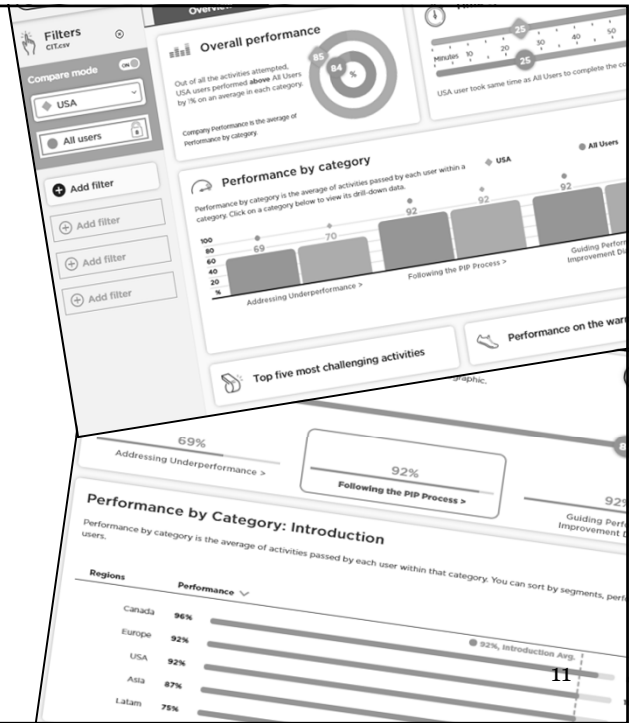 Overview
Filters
CIT.csv
Compare mode
ON
USA
All users
Add filter
Add filter
Add filter
Add filter
Overall performance
Out of all the activities attempted,
USA users performed above All Users
by 1% on an average in each category.
Company Performance is the average of
Performance by category.
85
84
%
25
Minutes 10 20 30 40 50
25
USA user took same time as All Users to complete the
Performance by category
Performance by category is the average of activities passed by each user within a
category. Click on a category below to view its drill-down data.
USA
All Users
100
80
60
40
20
%
69
70
92
92
92
Addressing Underperformance >
Following the PIP Process >
Guiding Perfor
Improvement Di
Top five most challenging activities
Performance on the war
graphic.
69%
Addressing Underperformance >
92%
Following the PIP Process >
92%
Guiding Perf
Improvement D
Performance by Category: Introduction
Performance by category is the average of activities passed by each user within that category. You can sort by segments, perf
users.
Regions
Performance
92%, Introduction Avg.
Canada 96%
Europe 92%
USA 92%
Asia 87%
Latam 75%
11